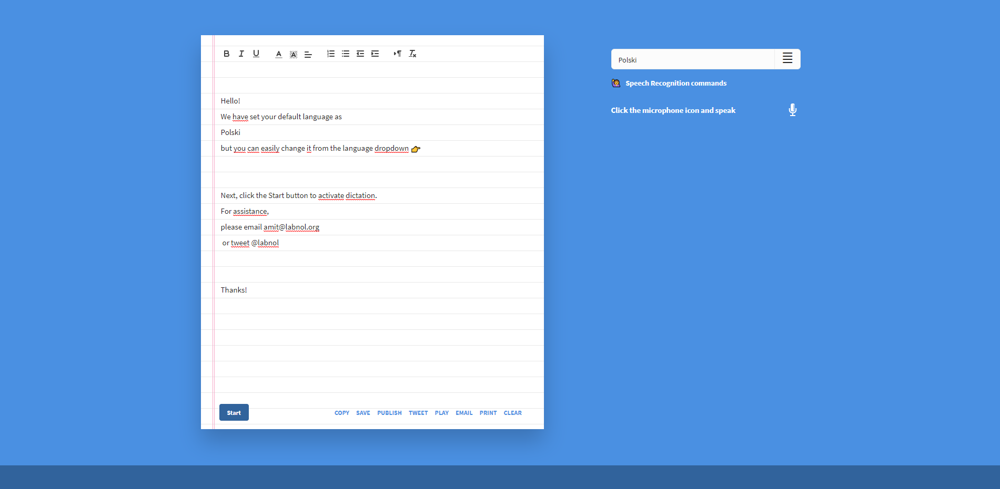 Hello!
We have set your default language as
Polski
but you can easily change it from the language dropdown 👉
Next, click the Start button to activate dictation.
For assistance,
please email amit@labnol.org
or tweet @labnol
Thanks!
Start
COPY SAVE PUBLISH TWEET PLAY EMAIL PRINT CLEAR
Polski
Speech Recognition commands
Click the microphone icon and speak